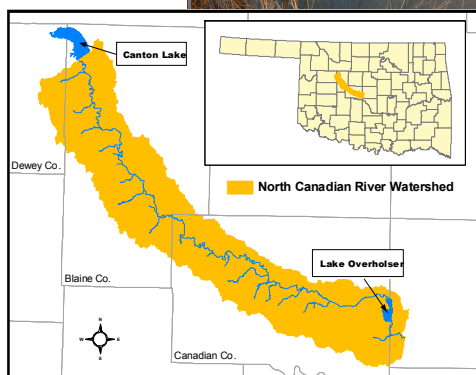 Canton Lake
Dewey Co.
North Canadian River Watershed
Lake Overholser
Blaine Co.
N
W E
S
Canadian Co.